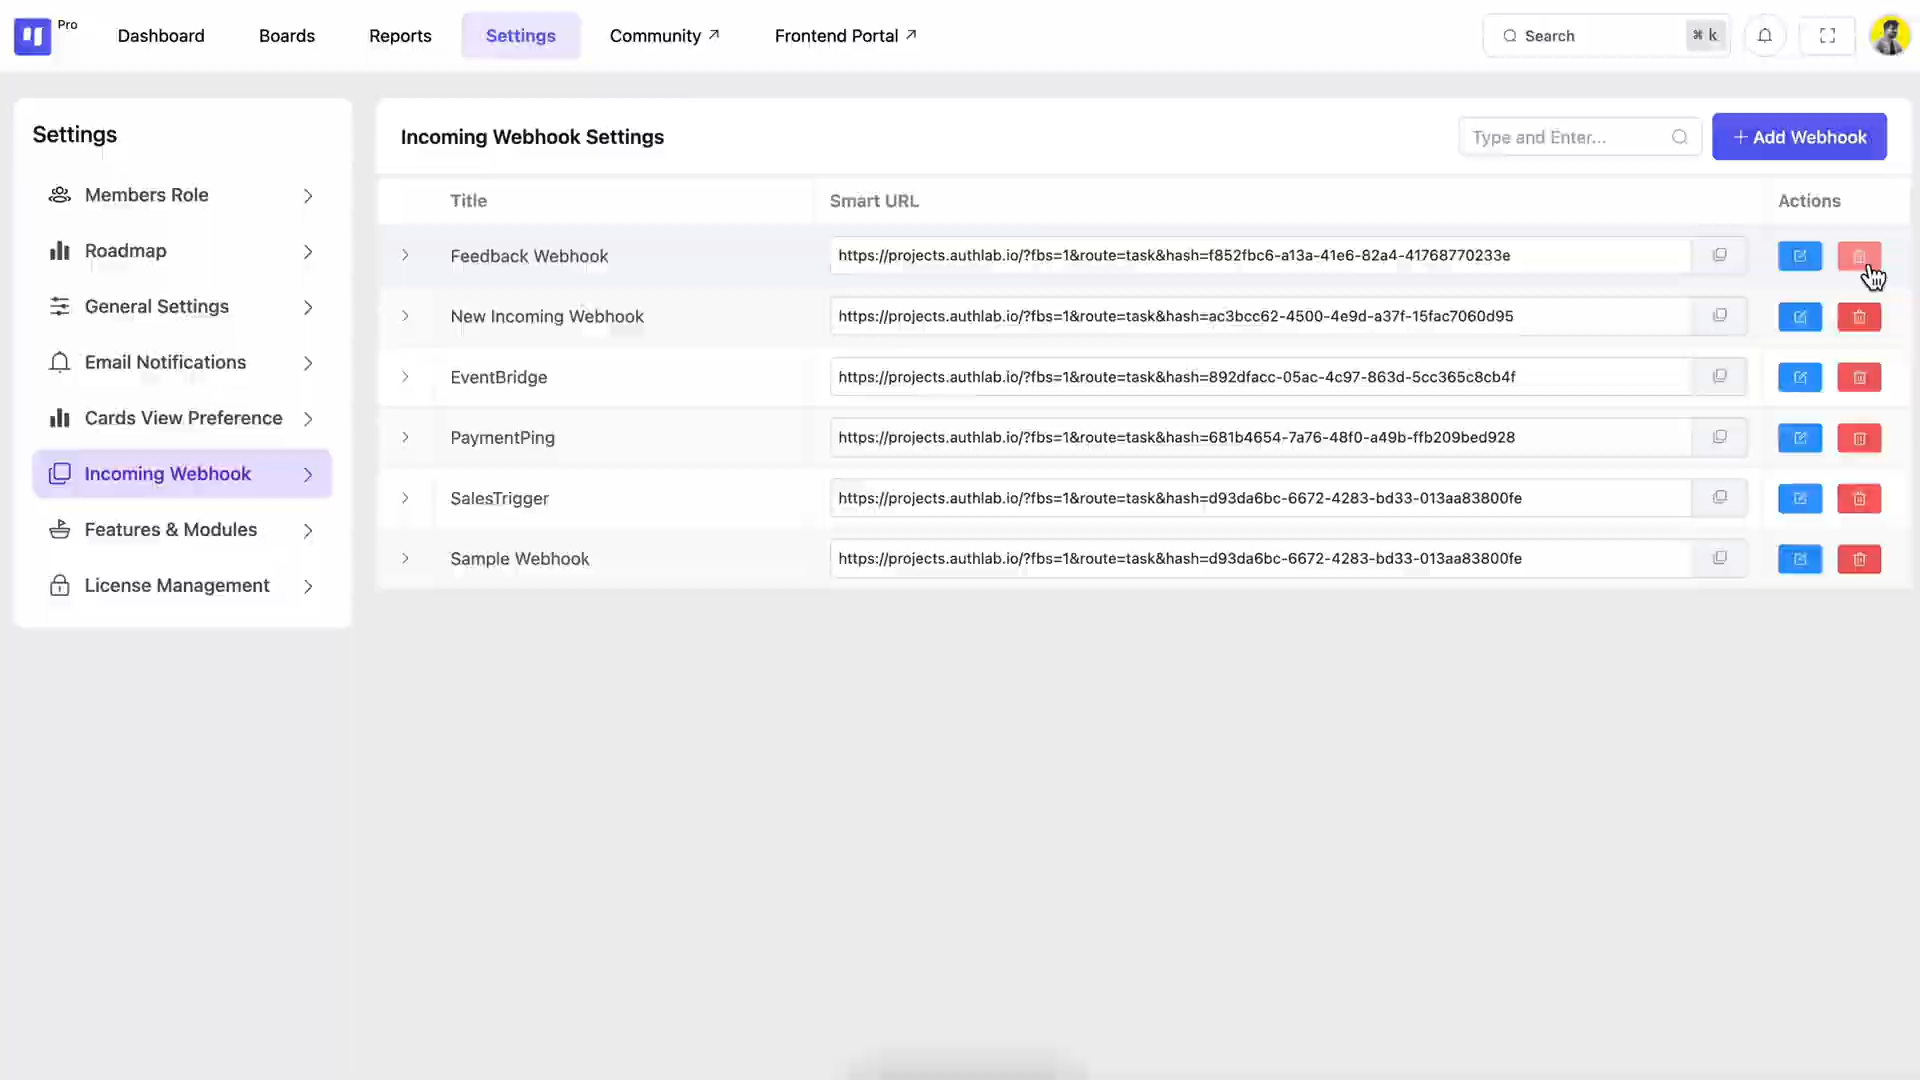 Pro
Dashboard
Boards
Reports
Settings
Community ↗
Frontend Portal ↗
Search
⌘ k
Settings
Members Role
Roadmap
General Settings
Email Notifications
Cards View Preference
Incoming Webhook
Features & Modules
License Management
Incoming Webhook Settings
Type and Enter...
+ Add Webhook
Title Smart URL Actions
Feedback Webhook https://projects.authlab.io/?fbs=1&route=task&hash=f852fbc6-a13a-41e6-82a4-41768770233e
New Incoming Webhook https://projects.authlab.io/?fbs=1&route=task&hash=ac3bcc62-4500-4e9d-a37f-15fac7060d95
EventBridge https://projects.authlab.io/?fbs=1&route=task&hash=892dfacc-05ac-4c97-863d-5cc365c8cb4f
PaymentPing https://projects.authlab.io/?fbs=1&route=task&hash=681b4654-7a76-48f0-a49b-ffb209bed928
SalesTrigger https://projects.authlab.io/?fbs=1&route=task&hash=d93da6bc-6672-4283-bd33-013aa83800fe
Sample Webhook https://projects.authlab.io/?fbs=1&route=task&hash=d93da6bc-6672-4283-bd33-013aa83800fe